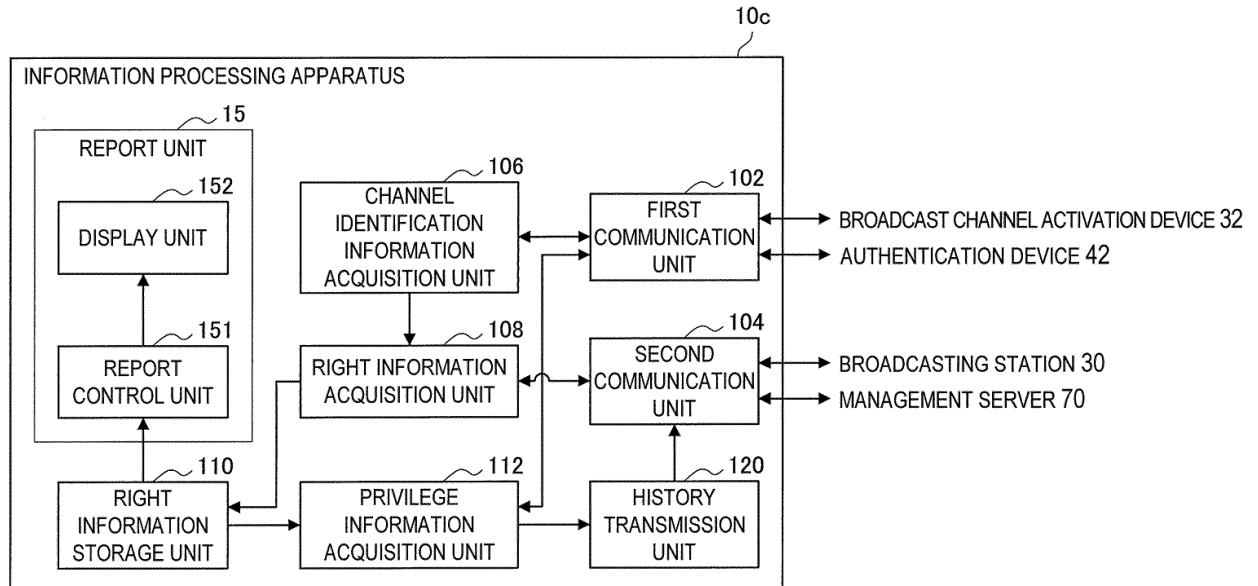 10c
INFORMATION PROCESSING APPARATUS
15
REPORT UNIT
152
DISPLAY UNIT
151
REPORT
CONTROL UNIT
106
CHANNEL
IDENTIFICATION
INFORMATION
ACQUISITION UNIT
102
FIRST
COMMUNICATION
UNIT
BROADCAST CHANNEL ACTIVATION DEVICE 32
AUTHENTICATION DEVICE 42
108
RIGHT INFORMATION
ACQUISITION UNIT
104
SECOND
COMMUNICATION
UNIT
BROADCASTING STATION 30
MANAGEMENT SERVER 70
110
RIGHT
INFORMATION
STORAGE UNIT
112
PRIVILEGE
INFORMATION
ACQUISITION UNIT
120
HISTORY
TRANSMISSION
UNIT